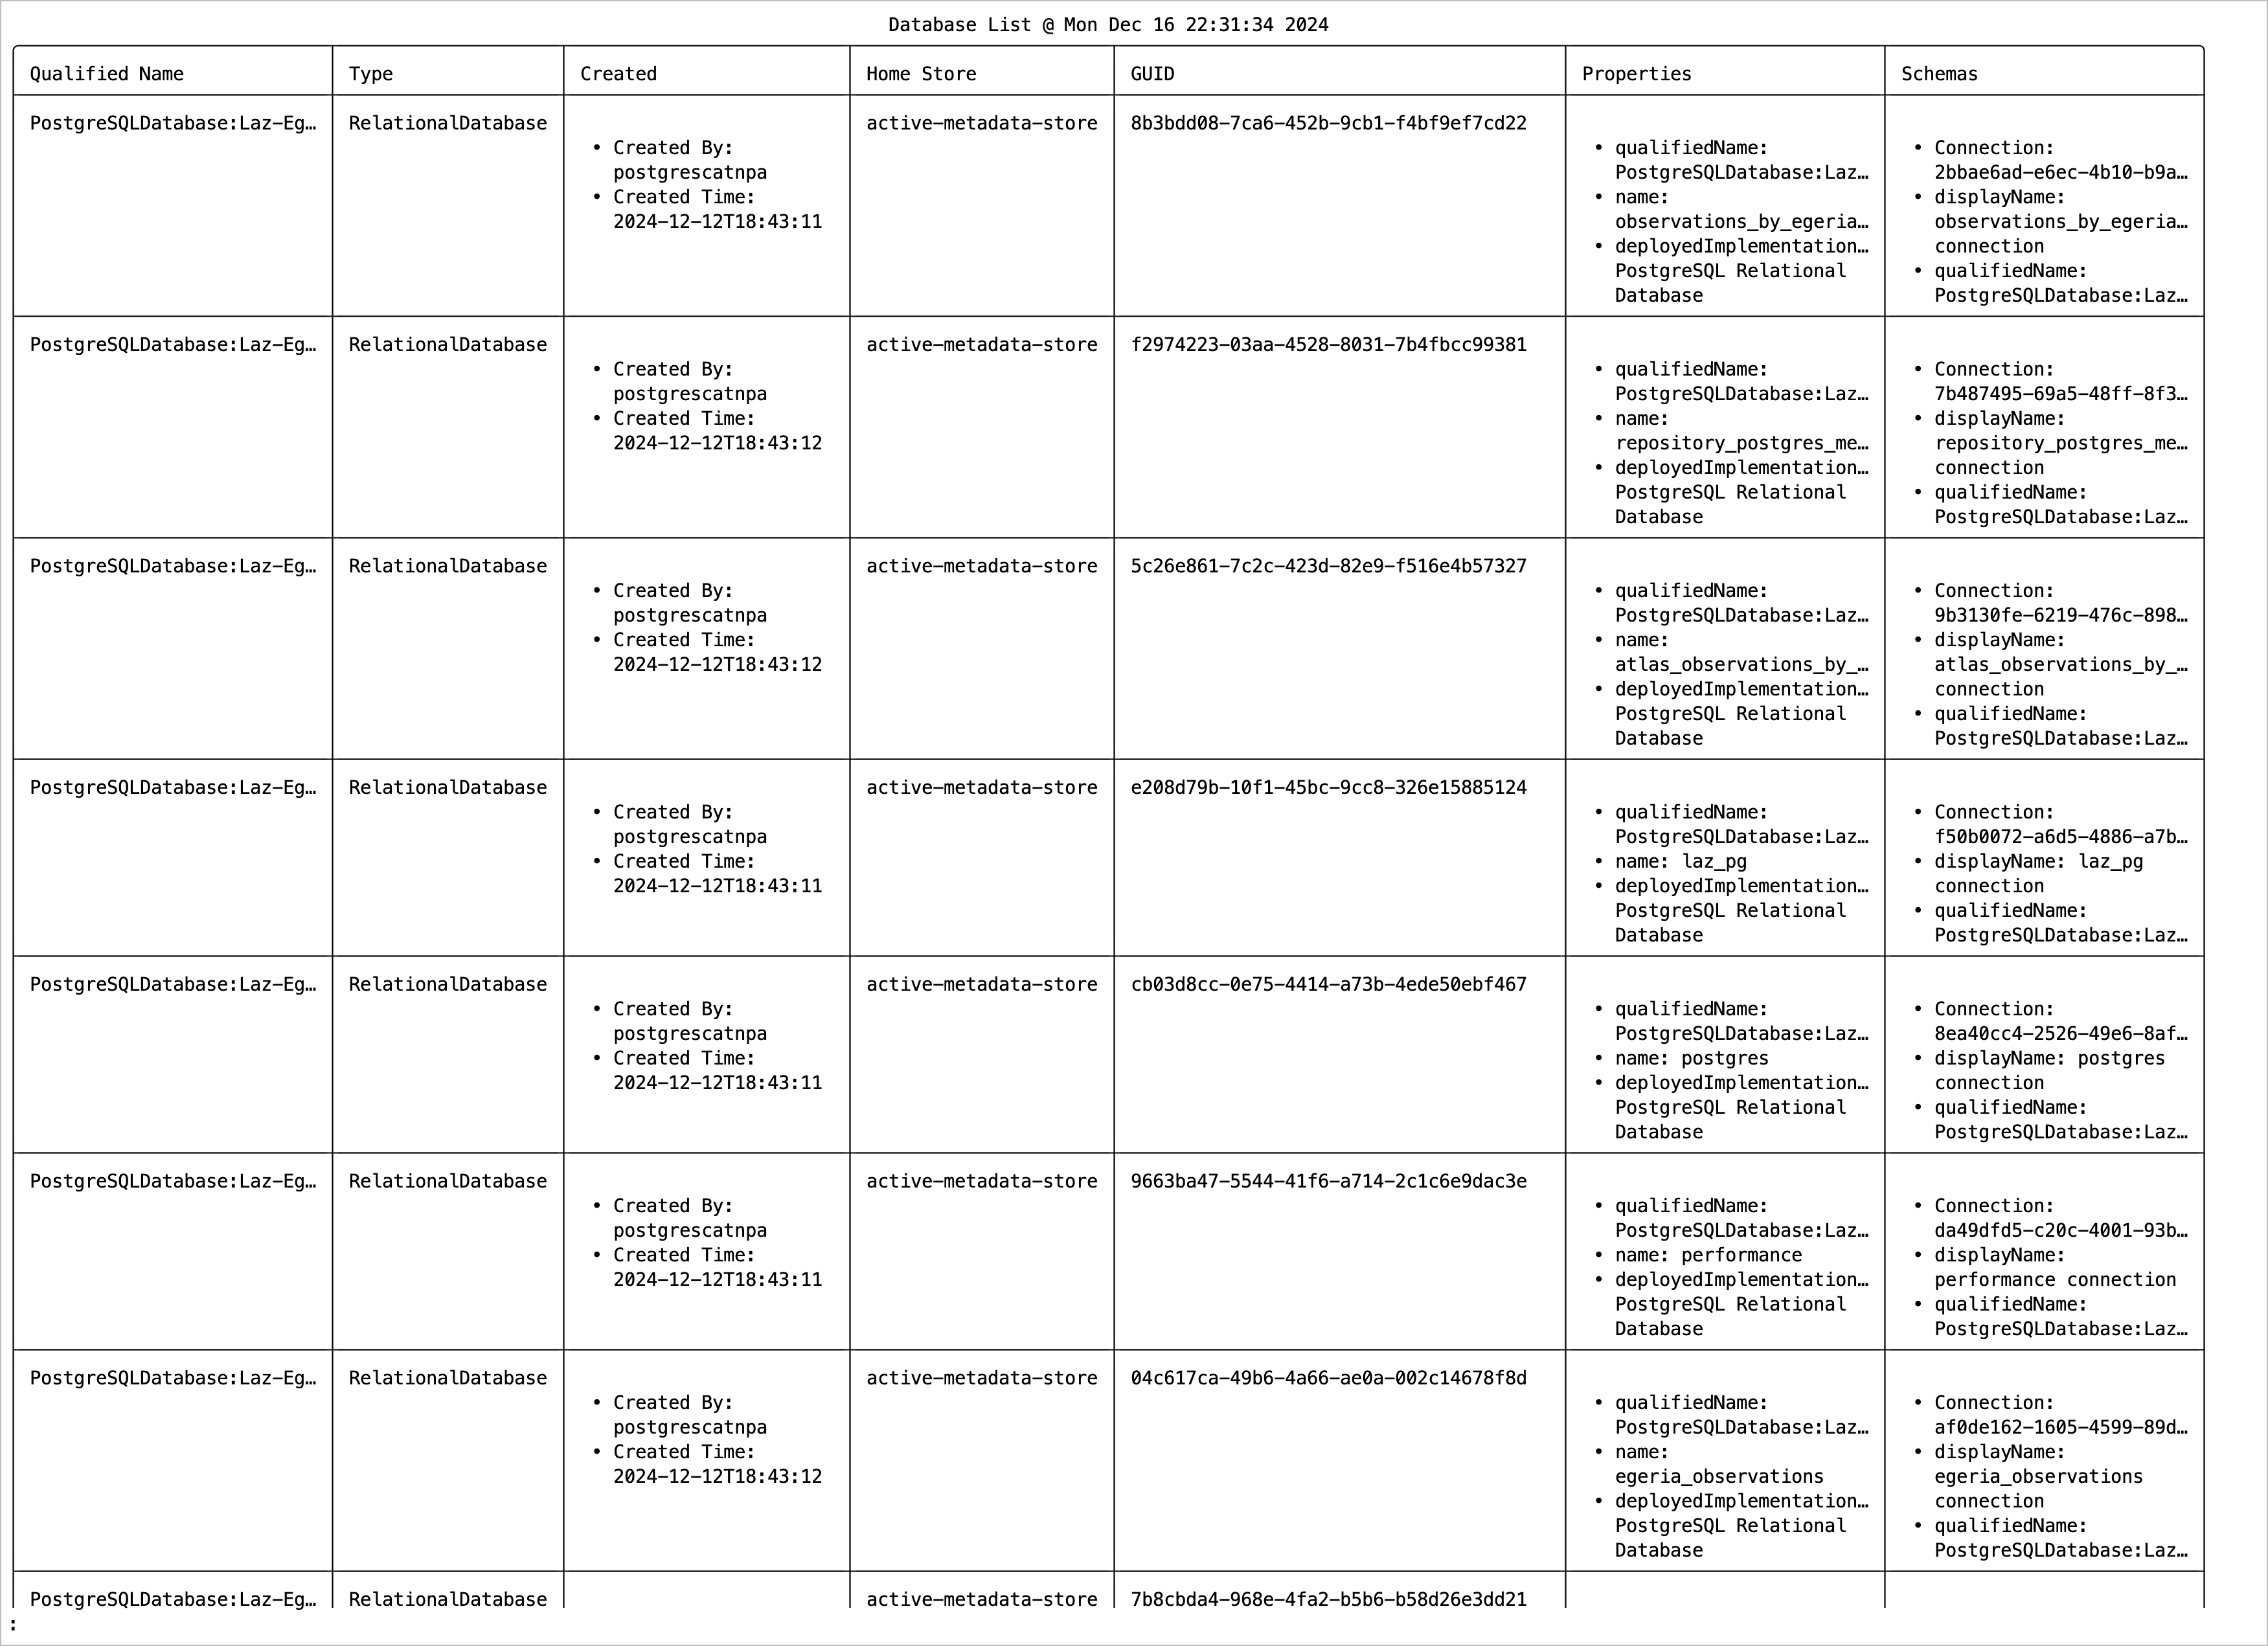 Database List @ Mon Dec 16 22:31:34 2024
Qualified Name Type Created Home Store GUID Properties Schemas
PostgreSQLDatabase:Laz-Eg… RelationalDatabase active-metadata-store 8b3bdd08-7ca6-452b-9cb1-f4bf9ef7cd22
• Created By: • qualifiedName: • Connection:
postgrescatnpa PostgreSQLDatabase:Laz… 2bbae6ad-e6ec-4b10-b9a…
• Created Time: • name: • displayName:
2024-12-12T18:43:11 observations_by_egeria… observations_by_egeria…
• deployedImplementation… connection
PostgreSQL Relational • qualifiedName:
Database PostgreSQLDatabase:Laz…
PostgreSQLDatabase:Laz-Eg… RelationalDatabase active-metadata-store f2974223-03aa-4528-8031-7b4fbcc99381
• Created By: • qualifiedName: • Connection:
postgrescatnpa PostgreSQLDatabase:Laz… 7b487495-69a5-48ff-8f3…
• Created Time: • name: • displayName:
2024-12-12T18:43:12 repository_postgres_me… repository_postgres_me…
• deployedImplementation… connection
PostgreSQL Relational • qualifiedName:
Database PostgreSQLDatabase:Laz…
PostgreSQLDatabase:Laz-Eg… RelationalDatabase active-metadata-store 5c26e861-7c2c-423d-82e9-f516e4b57327
• Created By: • qualifiedName: • Connection:
postgrescatnpa PostgreSQLDatabase:Laz… 9b3130fe-6219-476c-898…
• Created Time: • name: • displayName:
2024-12-12T18:43:12 atlas_observations_by_… atlas_observations_by_…
• deployedImplementation… connection
PostgreSQL Relational • qualifiedName:
Database PostgreSQLDatabase:Laz…
PostgreSQLDatabase:Laz-Eg… RelationalDatabase active-metadata-store e208d79b-10f1-45bc-9cc8-326e15885124
• Created By: • qualifiedName: • Connection:
postgrescatnpa PostgreSQLDatabase:Laz… f50b0072-a6d5-4886-a7b…
• Created Time: • name: laz_pg • displayName: laz_pg
2024-12-12T18:43:11 • deployedImplementation… connection
PostgreSQL Relational • qualifiedName:
Database PostgreSQLDatabase:Laz…
PostgreSQLDatabase:Laz-Eg… RelationalDatabase active-metadata-store cb03d8cc-0e75-4414-a73b-4ede50ebf467
• Created By: • qualifiedName: • Connection:
postgrescatnpa PostgreSQLDatabase:Laz… 8ea40cc4-2526-49e6-8af…
• Created Time: • name: postgres • displayName: postgres
2024-12-12T18:43:11 • deployedImplementation… connection
PostgreSQL Relational • qualifiedName:
Database PostgreSQLDatabase:Laz…
PostgreSQLDatabase:Laz-Eg… RelationalDatabase active-metadata-store 9663ba47-5544-41f6-a714-2c1c6e9dac3e
• Created By: • qualifiedName: • Connection:
postgrescatnpa PostgreSQLDatabase:Laz… da49dfd5-c20c-4001-93b…
• Created Time: • name: performance • displayName:
2024-12-12T18:43:11 • deployedImplementation… performance connection
PostgreSQL Relational • qualifiedName:
Database PostgreSQLDatabase:Laz…
PostgreSQLDatabase:Laz-Eg… RelationalDatabase active-metadata-store 04c617ca-49b6-4a66-ae0a-002c14678f8d
• Created By: • qualifiedName: • Connection:
postgrescatnpa PostgreSQLDatabase:Laz… af0de162-1605-4599-89d…
• Created Time: • name: • displayName:
2024-12-12T18:43:12 egeria_observations egeria_observations
• deployedImplementation… connection
PostgreSQL Relational • qualifiedName:
Database PostgreSQLDatabase:Laz…
PostgreSQLDatabase:Laz-Eg… RelationalDatabase active-metadata-store 7b8cbda4-968e-4fa2-b5b6-b58d26e3dd21
: